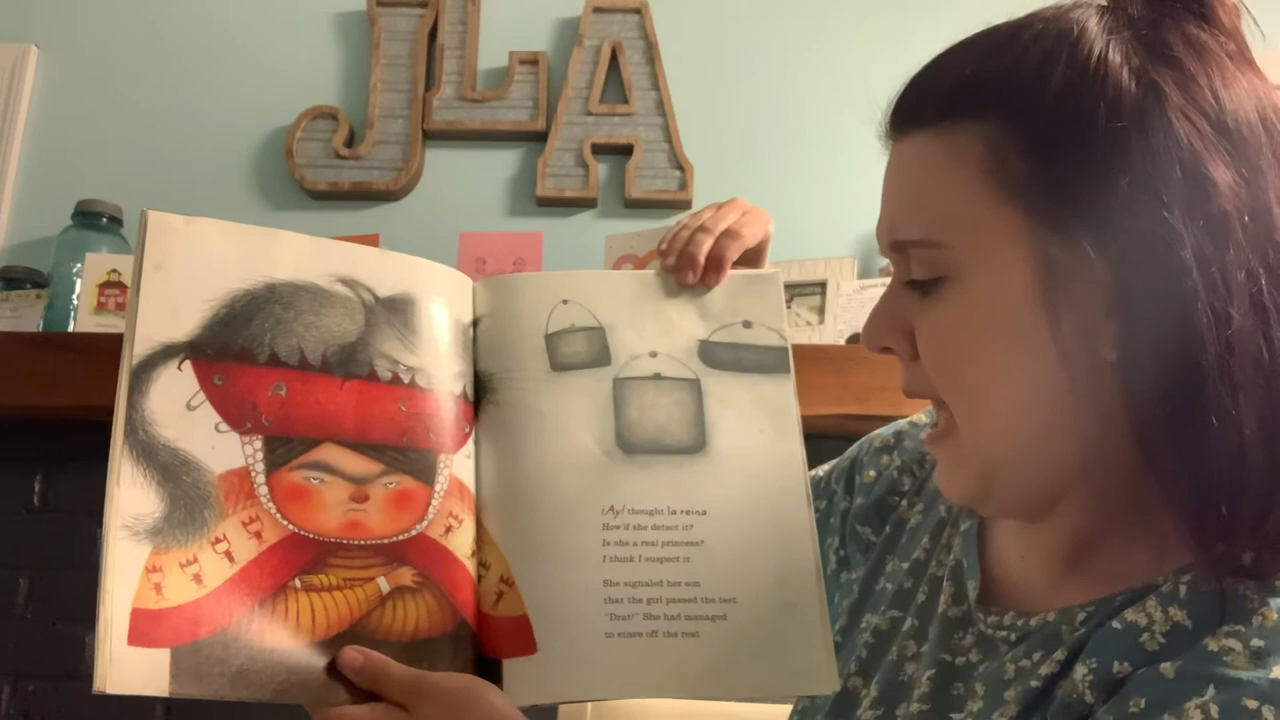 JLA
¡Ay! thought la reina.
How'd she detect it?
Is she a real princess?
I think I suspect it.
She signaled her son
that the girl passed the test.
"Drat!" She had managed
to stave off the rest.